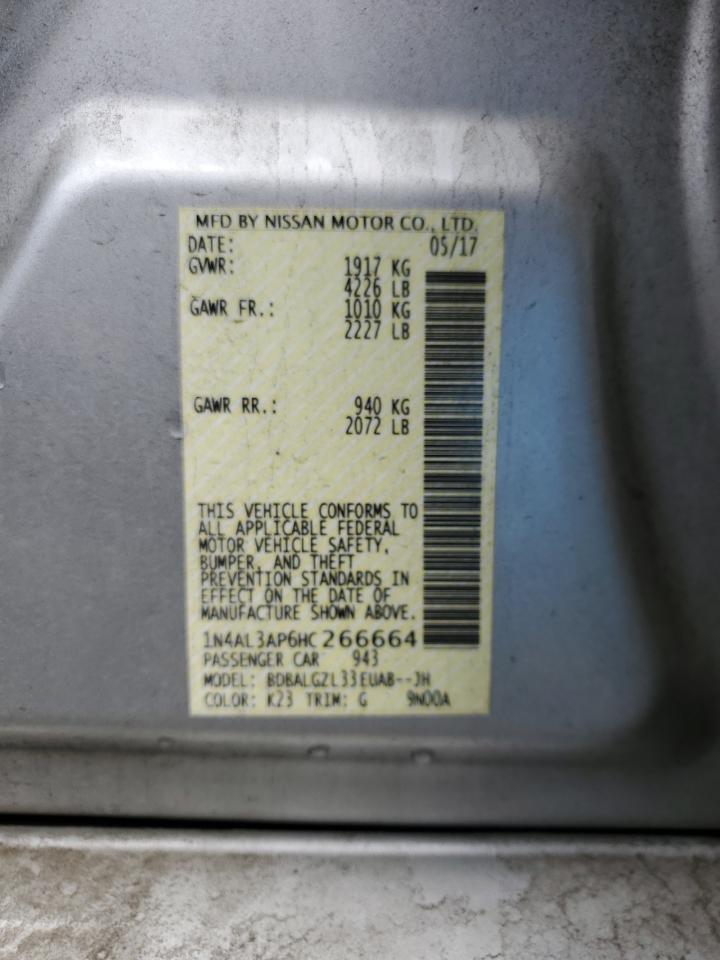 MFD BY NISSAN MOTOR CO., LTD.
DATE: 05/17
GVWR: 1917 KG
4226 LB
GAWR FR.: 1010 KG
2227 LB
GAWR RR.: 940 KG
2072 LB
THIS VEHICLE CONFORMS TO
ALL APPLICABLE FEDERAL
MOTOR VEHICLE SAFETY,
BUMPER, AND THEFT
PREVENTION STANDARDS IN
EFFECT ON THE DATE OF
MANUFACTURE SHOWN ABOVE.
1N4AL3AP6HC266664
PASSENGER CAR 943
MODEL: BDBALGZL33EUAB--JH
COLOR: K23 TRIM: G 9N00A